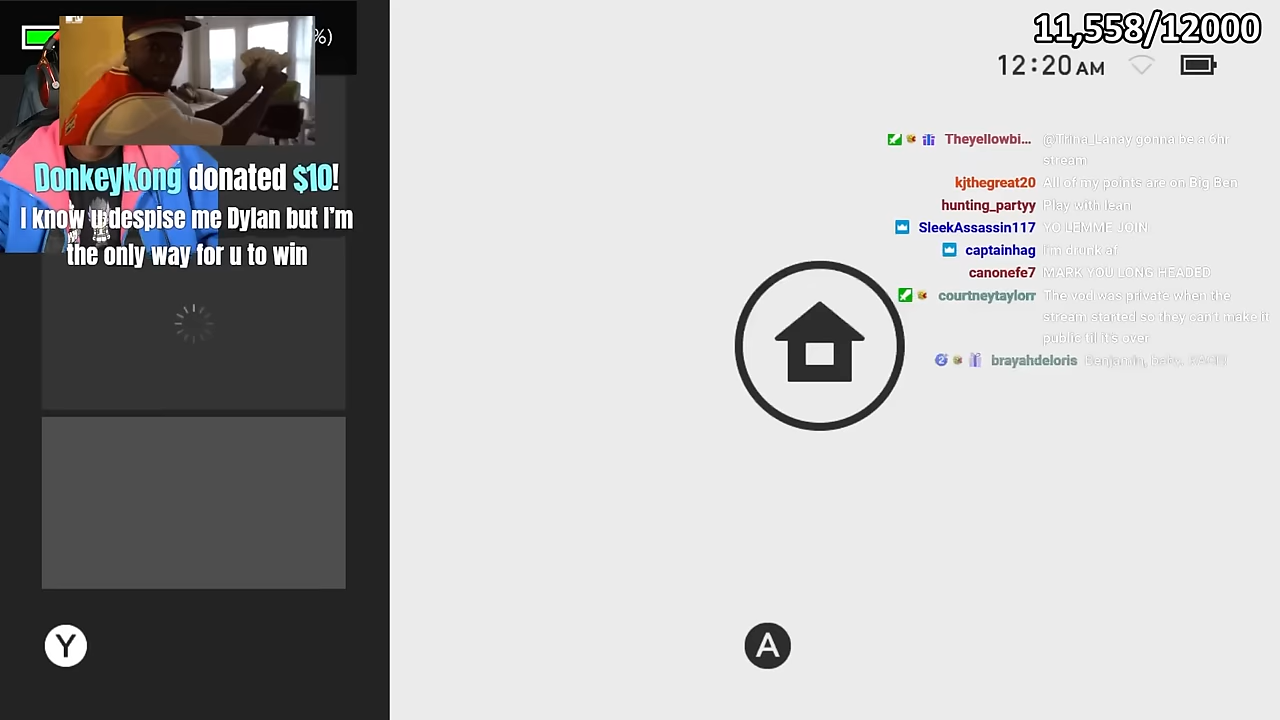 11,558/12000
12:20 AM
%)
DonkeyKong donated $10!
I know u despise me Dylan but I'm
the only way for u to win
Theyellowbi... @Trina_Lanay gonna be a 6hr
stream
kjthegreat20 All of my points are on Big Ben
hunting_partyy Play with lean
SleekAssassin117 YO LEMME JOIN
captainhag I'm drunk af
canonefe7 MARK YOU LONG HEADED
courtneytaylorr The vod was private when the
stream started so they can't make it
public til it's over
brayahdeloris Benjamin, baby.
Y
A